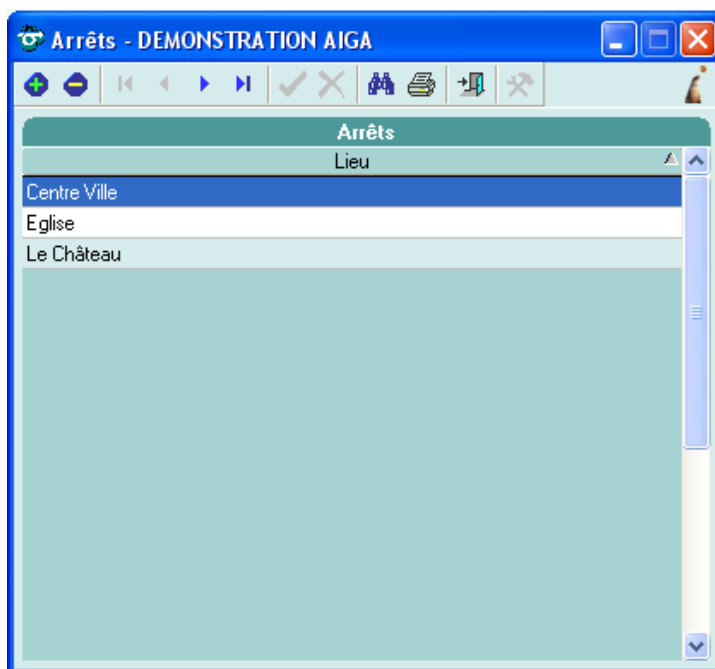 Arrêts - DEMONSTRATION AIGA
Arrêts
Lieu
Centre Ville
Eglise
Le Château